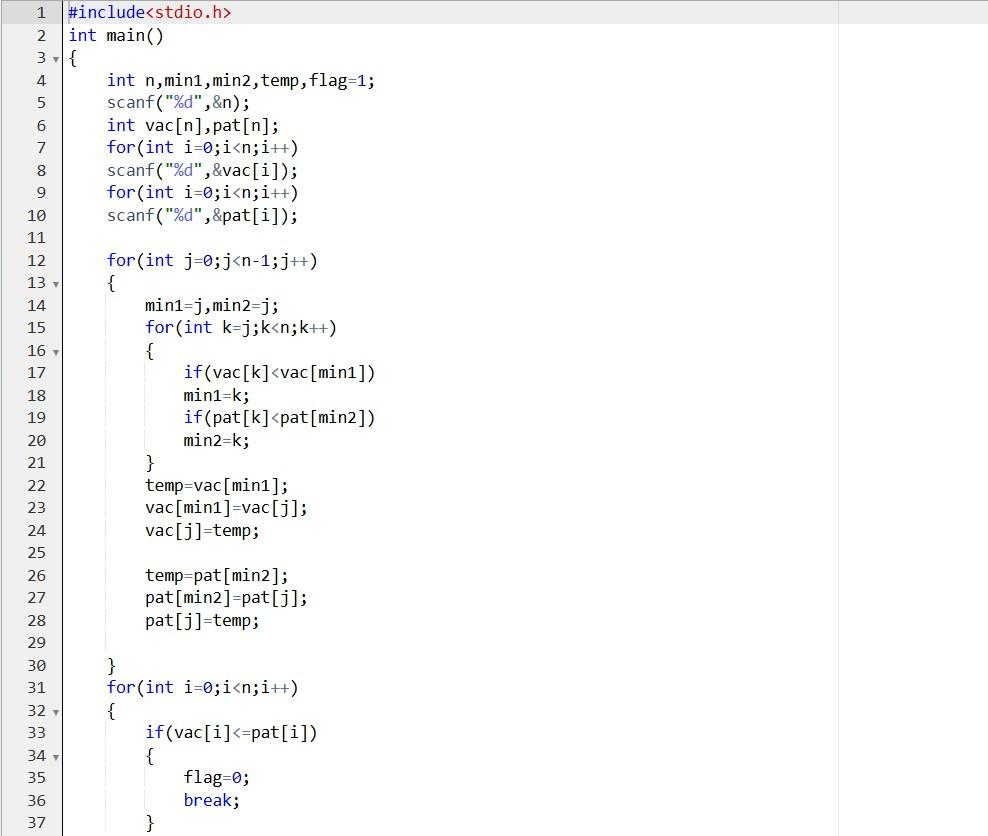 1 #include<stdio.h>
2 int main()
3 {
4 int n,min1,min2,temp,flag=1;
5 scanf("%d",&n);
6 int vac[n],pat[n];
7 for(int i=0;i<n;i++)
8 scanf("%d",&vac[i]);
9 for(int i=0;i<n;i++)
10 scanf("%d",&pat[i]);
11
12 for(int j=0;j<n-1;j++)
13 {
14 min1=j,min2=j;
15 for(int k=j;k<n;k++)
16 {
17 if(vac[k]<vac[min1])
18 min1=k;
19 if(pat[k]<pat[min2])
20 min2=k;
21 }
22 temp=vac[min1];
23 vac[min1]=vac[j];
24 vac[j]=temp;
25
26 temp=pat[min2];
27 pat[min2]=pat[j];
28 pat[j]=temp;
29
30 }
31 for(int i=0;i<n;i++)
32 {
33 if(vac[i]<=pat[i])
34 {
35 flag=0;
36 break;
37 }